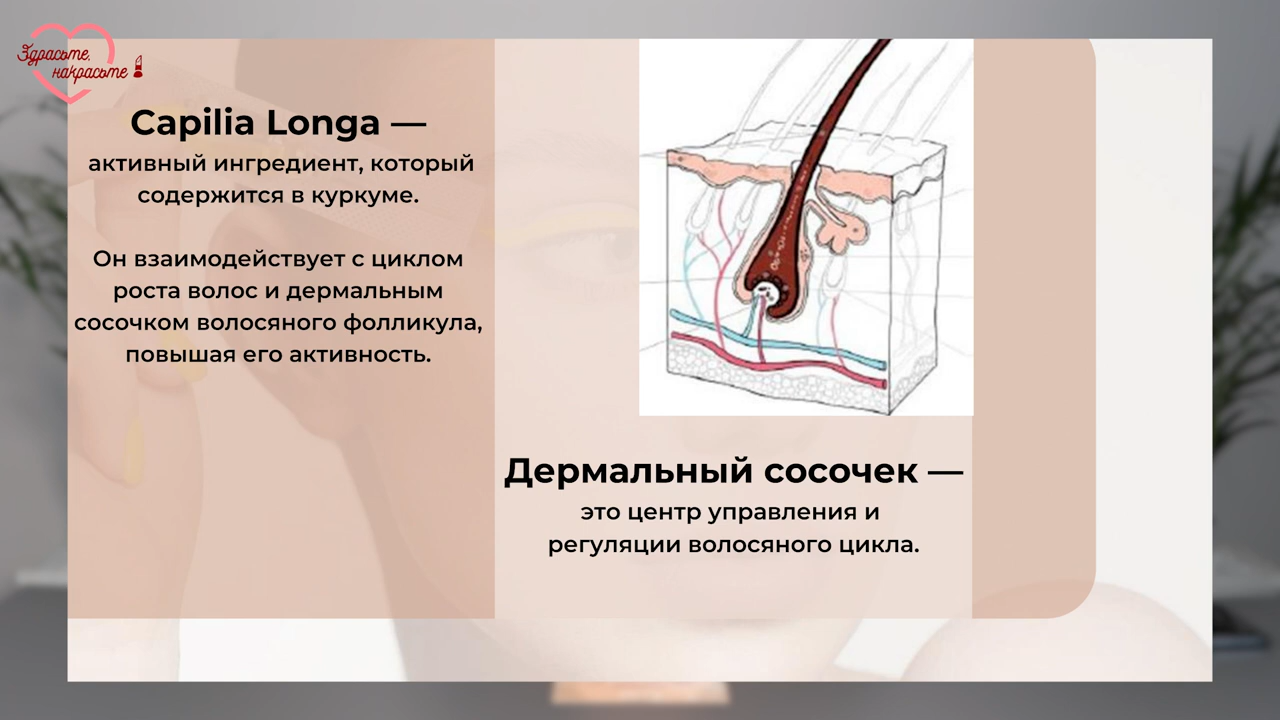 Здрасьте,
накрасьте
Capilia Longa —
активный ингредиент, который
содержится в куркуме.
Он взаимодействует с циклом
роста волос и дермальным
сосочком волосяного фолликула,
повышая его активность.
Дермальный сосочек —
это центр управления и
регуляции волосяного цикла.